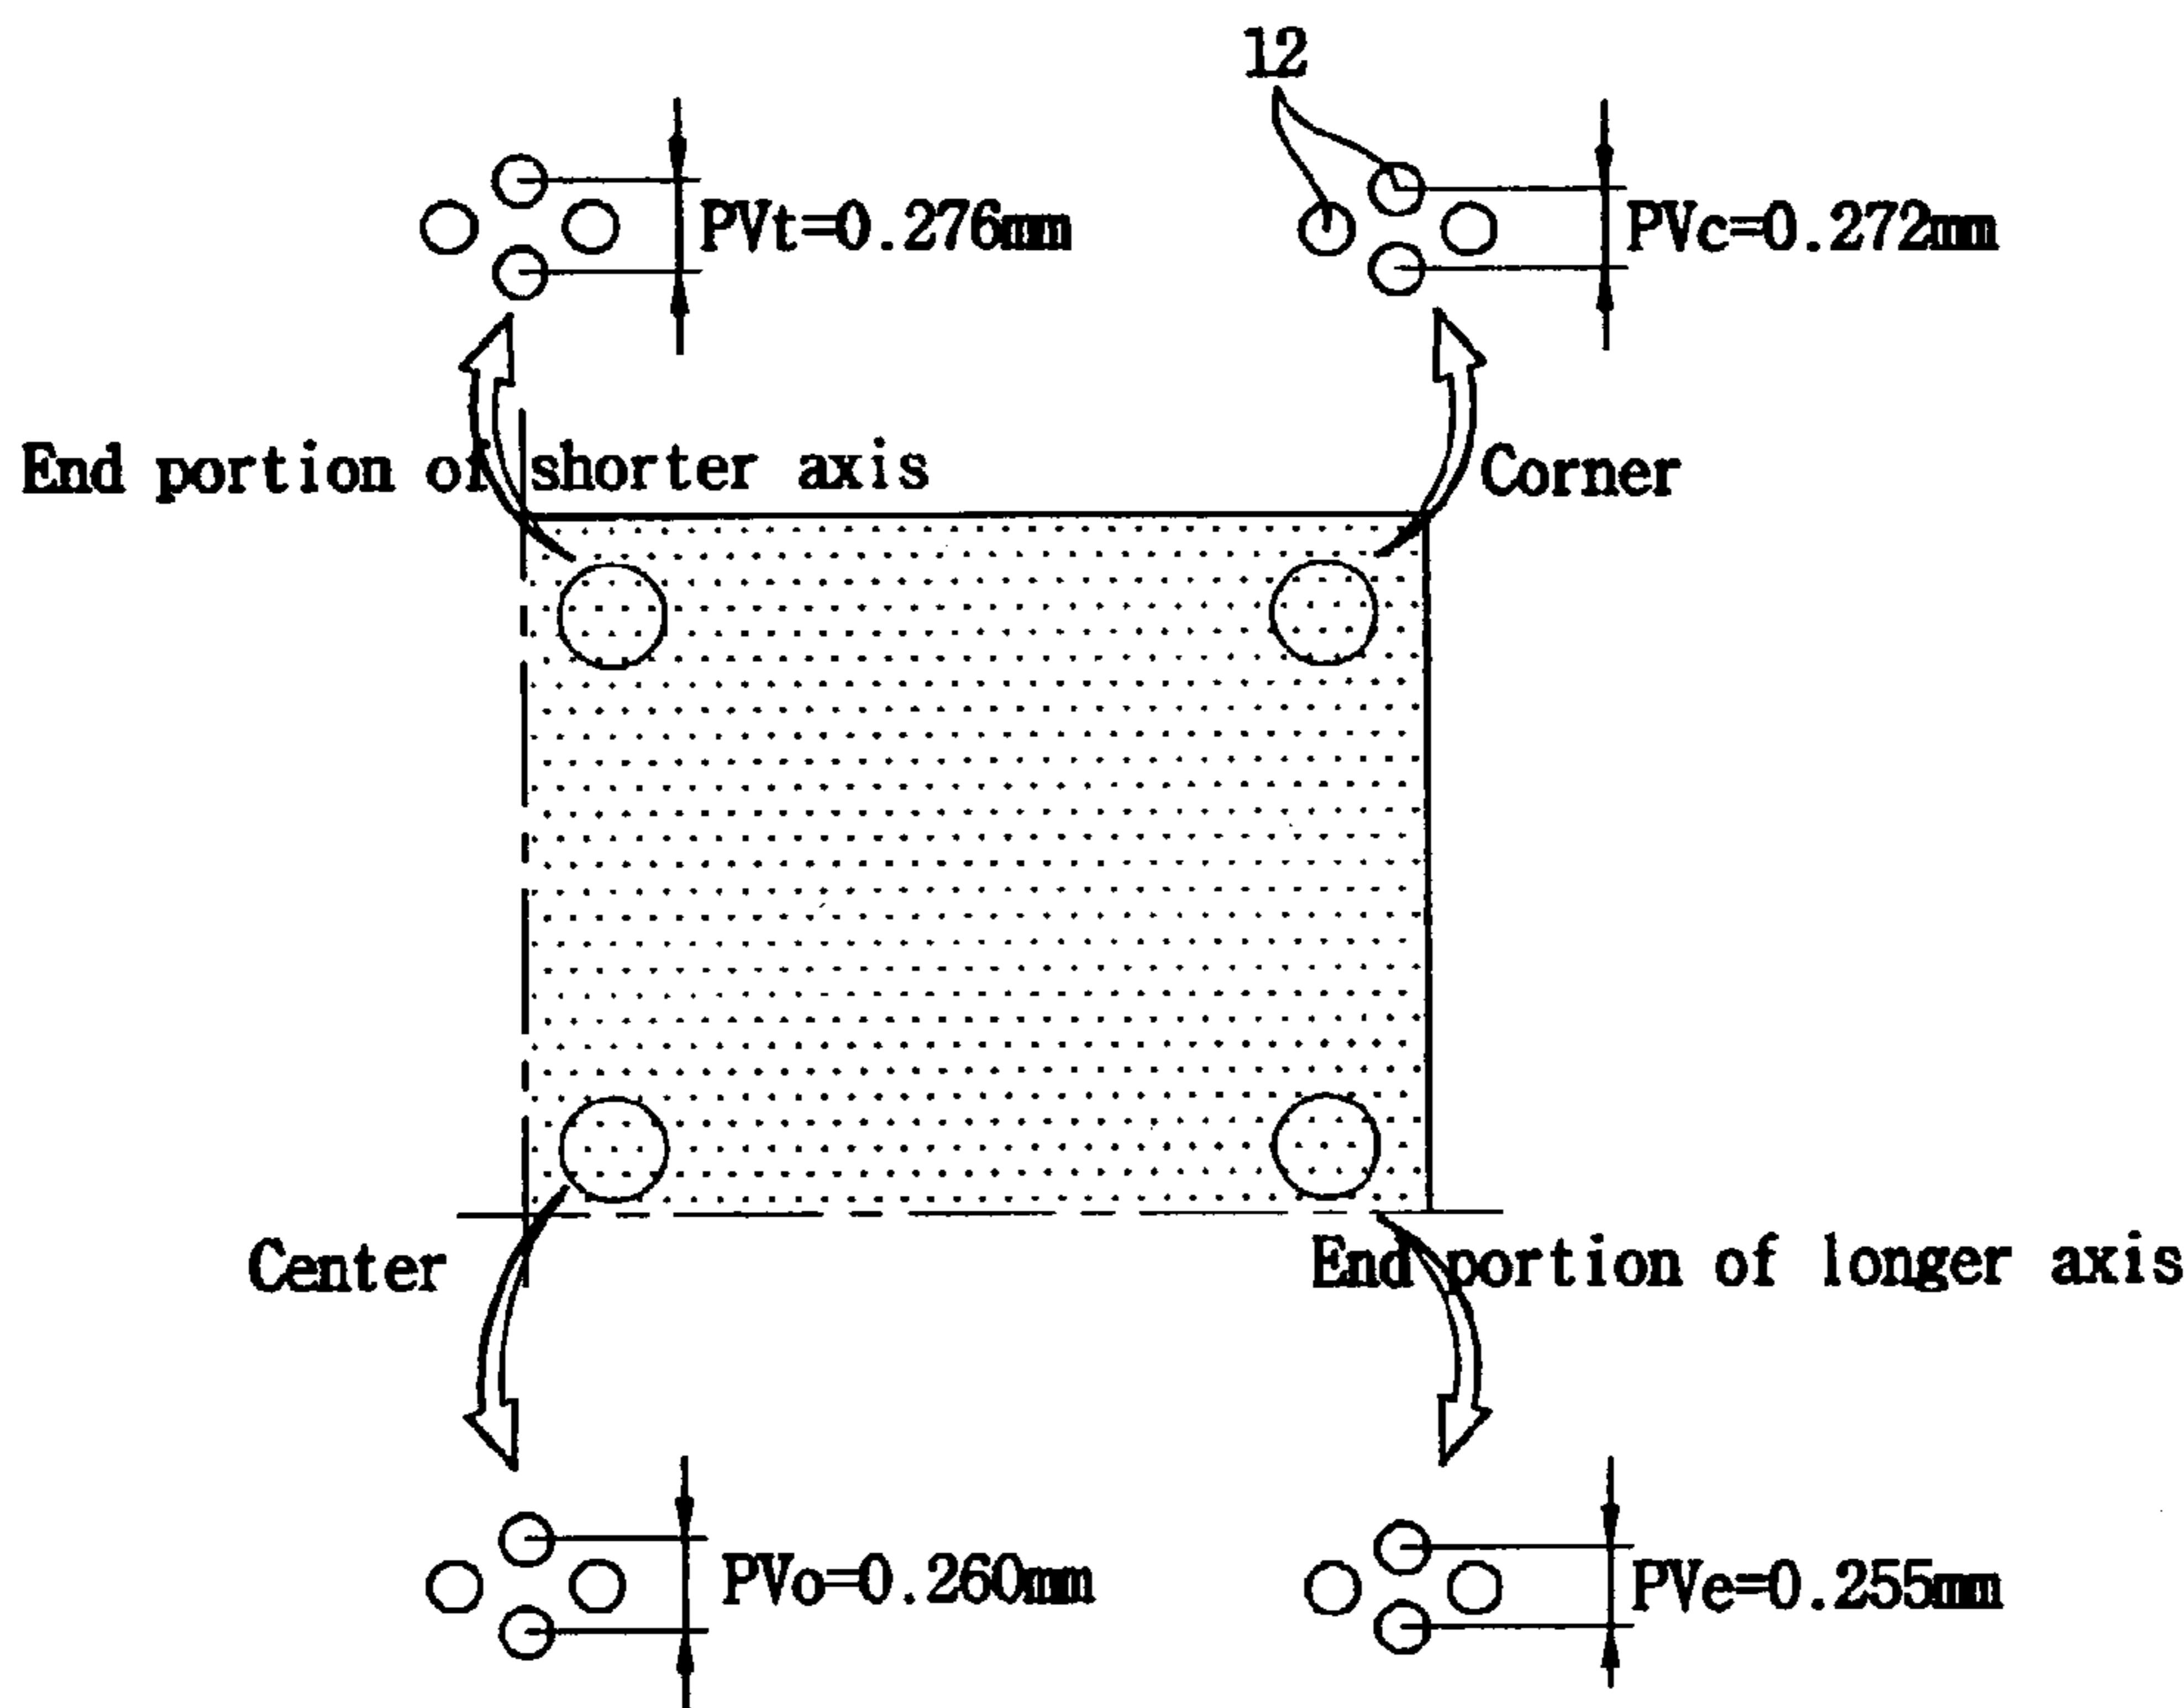 12
PVt=0.276mm
PVc=0.272mm
End portion of shorter axis
Corner
Center
End portion of longer axis
PVo=0.260mm
PVe=0.255mm